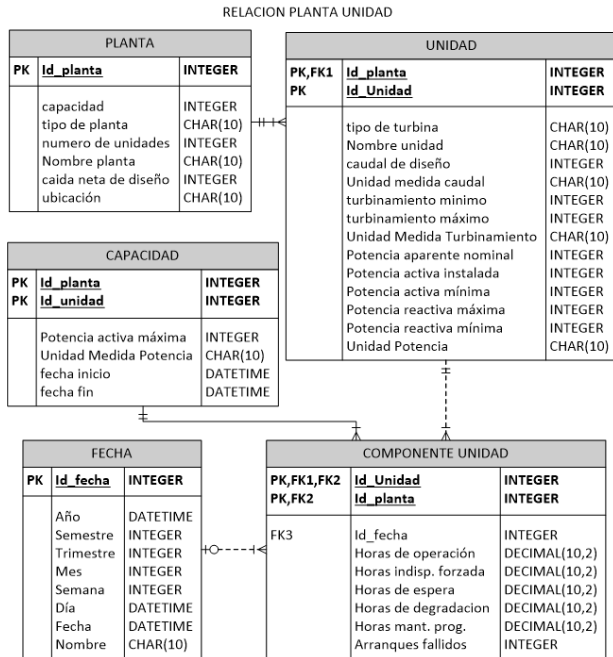 RELACION PLANTA UNIDAD
PLANTA
PK Id_planta INTEGER
capacidad INTEGER
tipo de planta CHAR(10)
numero de unidades INTEGER
Nombre planta CHAR(10)
caida neta de diseño INTEGER
ubicación CHAR(10)
UNIDAD
PK,FK1 Id_planta INTEGER
PK Id_Unidad INTEGER
tipo de turbina CHAR(10)
Nombre unidad CHAR(10)
caudal de diseño INTEGER
Unidad medida caudal CHAR(10)
turbinamiento minimo INTEGER
turbinamiento máximo INTEGER
Unidad Medida Turbinamiento CHAR(10)
Potencia aparente nominal INTEGER
Potencia activa instalada INTEGER
Potencia activa mínima INTEGER
Potencia reactiva máxima INTEGER
Potencia reactiva mínima INTEGER
Unidad Potencia CHAR(10)
CAPACIDAD
PK Id_planta INTEGER
PK Id_unidad INTEGER
Potencia activa máxima INTEGER
Unidad Medida Potencia CHAR(10)
fecha inicio DATETIME
fecha fin DATETIME
FECHA
PK Id_fecha INTEGER
Año DATETIME
Semestre INTEGER
Trimestre INTEGER
Mes INTEGER
Semana INTEGER
Día DATETIME
Fecha DATETIME
Nombre CHAR(10)
COMPONENTE UNIDAD
PK,FK1,FK2 Id_Unidad INTEGER
PK,FK2 Id_planta INTEGER
FK3 Id_fecha INTEGER
Horas de operación DECIMAL(10,2)
Horas indisp. forzada DECIMAL(10,2)
Horas de espera DECIMAL(10,2)
Horas de degradacion DECIMAL(10,2)
Horas mant. prog. DECIMAL(10,2)
Arranques fallidos INTEGER